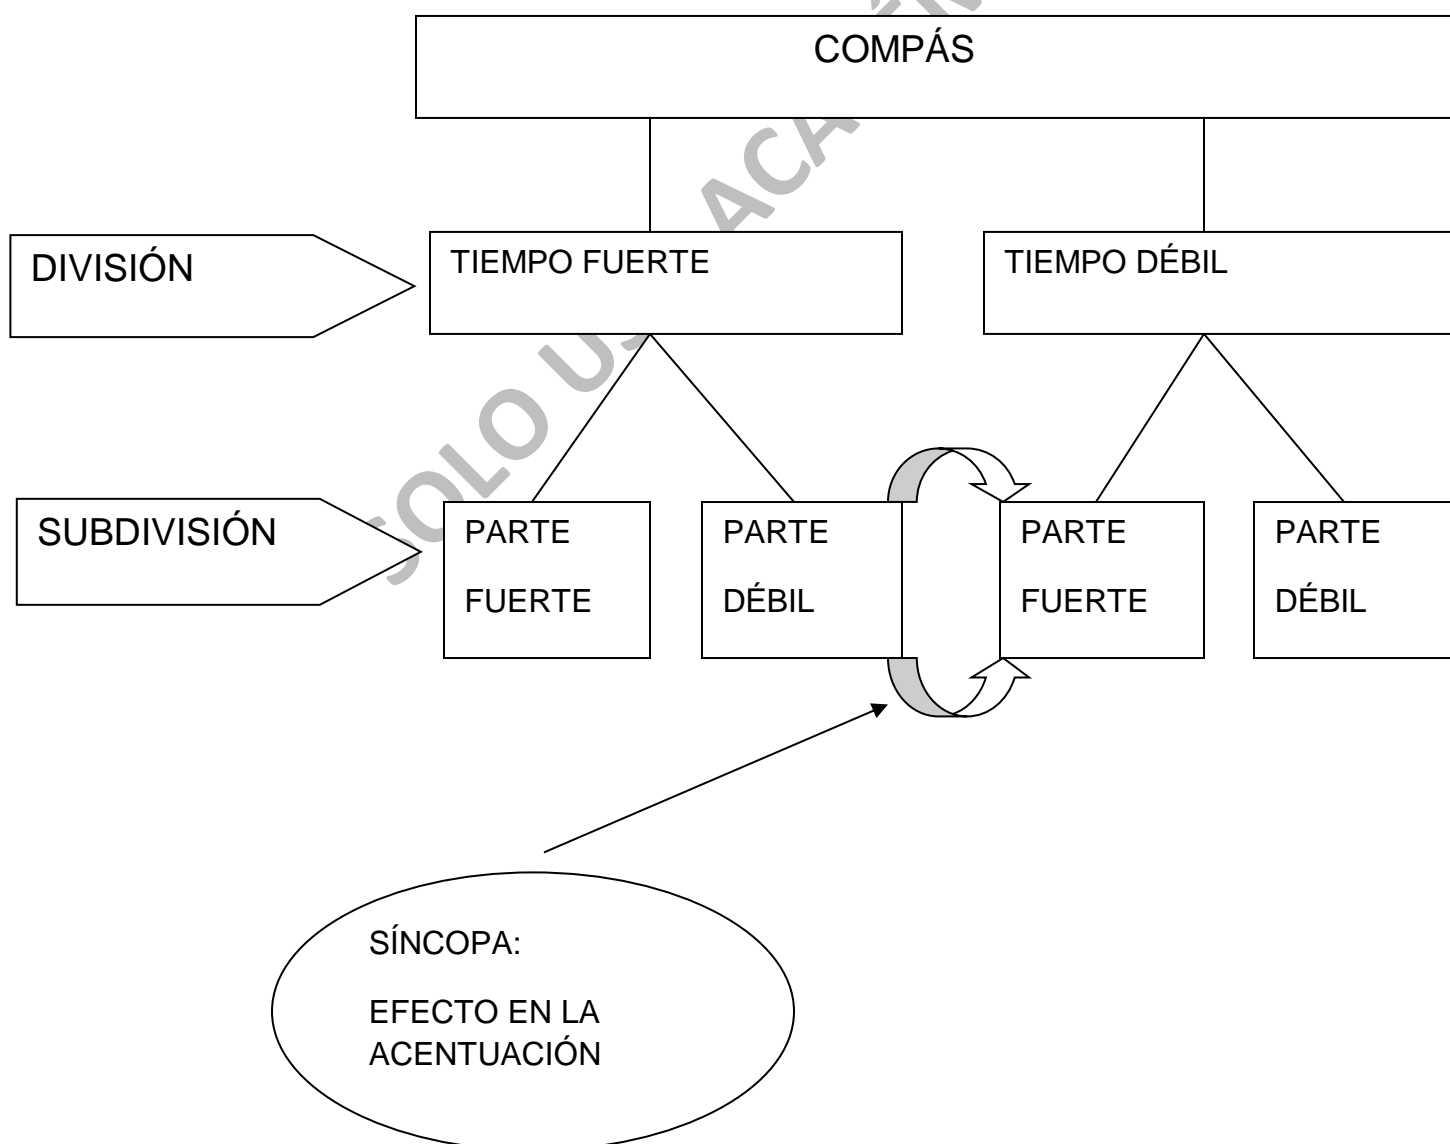 COMPÁS
DIVISIÓN
TIEMPO FUERTE
TIEMPO DÉBIL
SUBDIVISIÓN
PARTE
FUERTE
PARTE
DÉBIL
PARTE
FUERTE
PARTE
DÉBIL
SÍNCOPA:
EFECTO EN LA
ACENTUACIÓN
SOLO